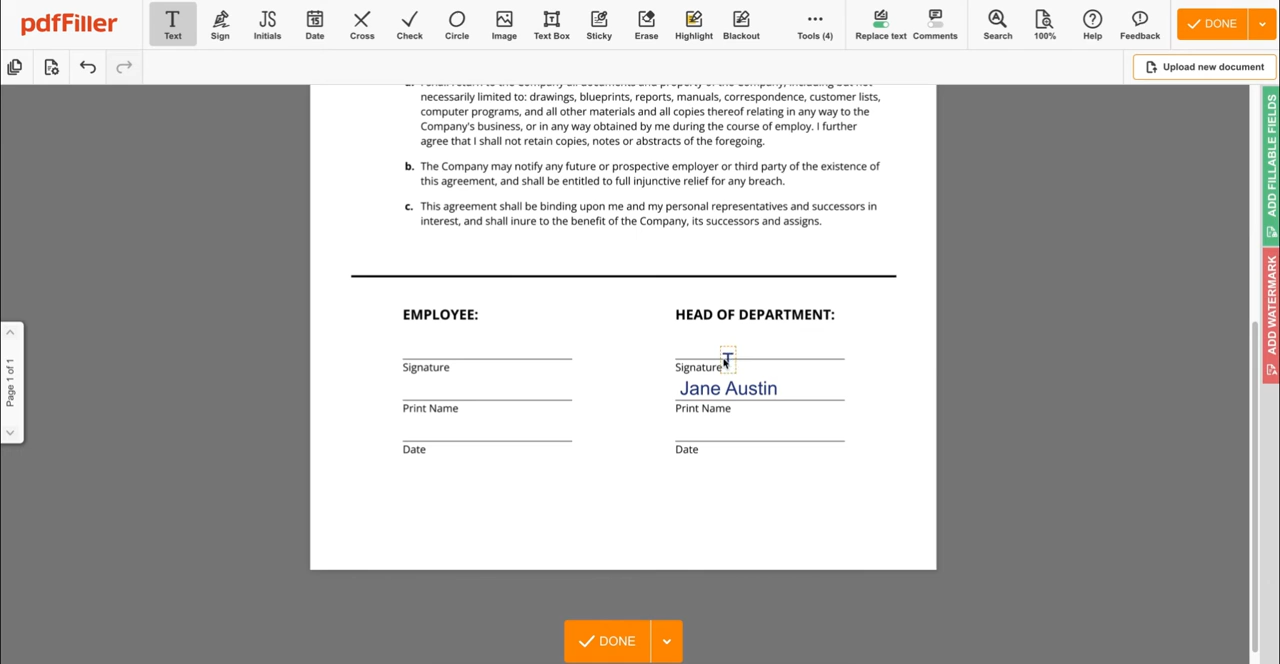 pdfFiller
Text
Sign
JS
Initials
15
Date
Cross
Check
Circle
Image
Text Box
Sticky
Erase
Highlight
Blackout
Tools (4)
Replace text
Comments
Search
100%
Help
Feedback
DONE
Upload new document
necessarily limited to: drawings, blueprints, reports, manuals, correspondence, customer lists,
computer programs, and all other materials and all copies thereof relating in any way to the
Company's business, or in any way obtained by me during the course of employ. I further
agree that I shall not retain copies, notes or abstracts of the foregoing.
b. The Company may notify any future or prospective employer or third party of the existence of
this agreement, and shall be entitled to full injunctive relief for any breach.
c. This agreement shall be binding upon me and my personal representatives and successors in
interest, and shall inure to the benefit of the Company, its successors and assigns.
EMPLOYEE:
HEAD OF DEPARTMENT:
T
Signature
Signature
Jane Austin
Print Name
Print Name
Date
Date
DONE
Page 1 of 1
ADD FILLABLE FIELDS
ADD WATERMARK